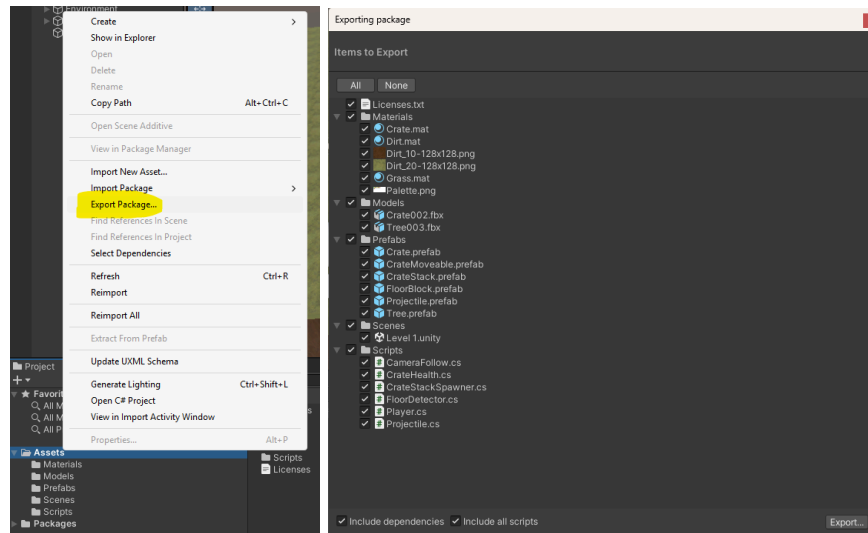 Environment
Create
Show in Explorer
Open
Delete
Rename
Copy Path Alt+Ctrl+C
Open Scene Additive
View in Package Manager
Import New Asset...
Import Package
Export Package...
Find References In Scene
Find References In Project
Select Dependencies
Refresh Ctrl+R
Reimport
Reimport All
Extract From Prefab
Update UXML Schema
Generate Lighting Ctrl+Shift+L
Open C# Project
View in Import Activity Window
Properties... Alt+P
Project
Favorit
All M
All M
All P
Assets
Materials
Models
Prefabs
Scenes
Scripts
Packages
Scripts
Licenses
Exporting package
Items to Export
All None
Licenses.txt
Materials
Crate.mat
Dirt.mat
Dirt_10-128x128.png
Dirt_20-128x128.png
Grass.mat
Palette.png
Models
Crate002.fbx
Tree003.fbx
Prefabs
Crate.prefab
CrateMoveable.prefab
CrateStack.prefab
FloorBlock.prefab
Projectile.prefab
Tree.prefab
Scenes
Level 1.unity
Scripts
CameraFollow.cs
CrateHealth.cs
CrateStackSpawner.cs
FloorDetector.cs
Player.cs
Projectile.cs
Include dependencies Include all scripts Export...